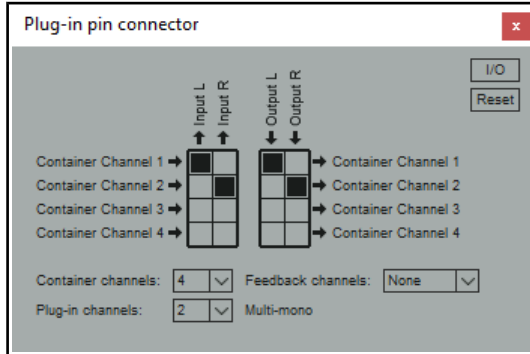 Plug-in pin connector
x
I/O
Reset
Input L
Input R
Output L
Output R
Container Channel 1 Container Channel 1
Container Channel 2 Container Channel 2
Container Channel 3 Container Channel 3
Container Channel 4 Container Channel 4
Container channels: 4 Feedback channels: None
Plug-in channels: 2 Multi-mono